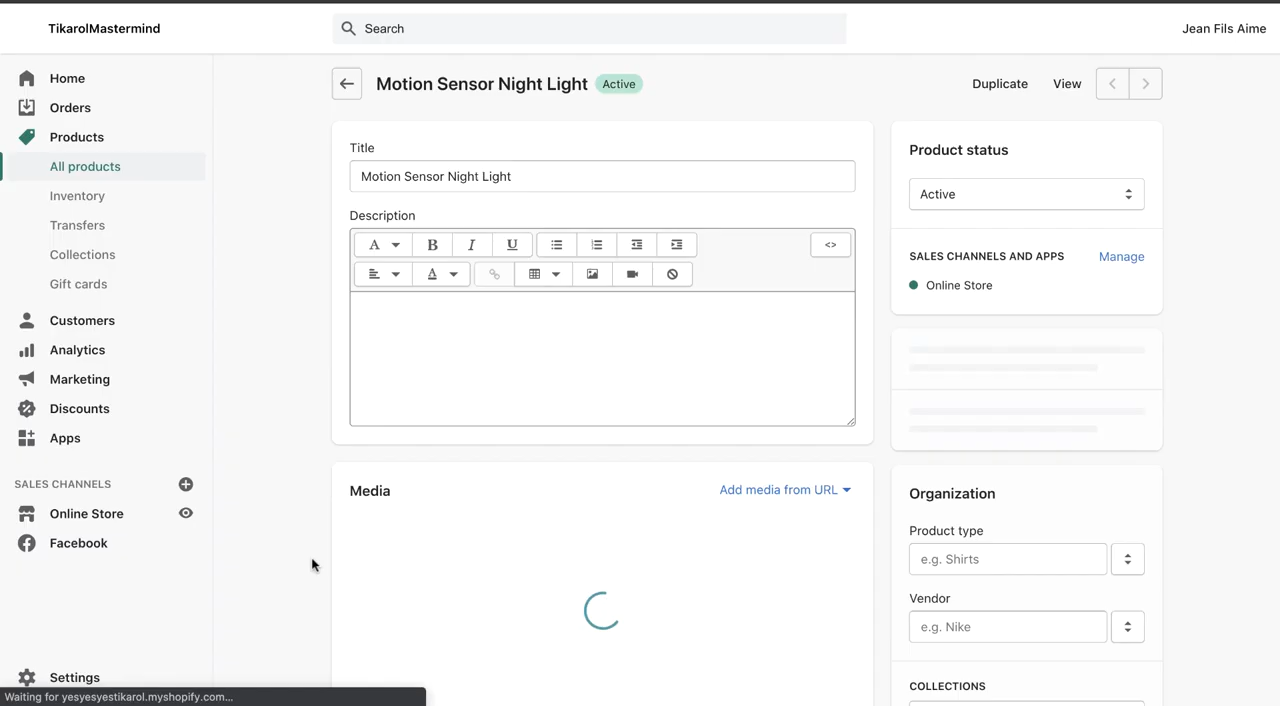 TikarolMastermind
Search
Jean Fils Aime
Home
Orders
Products
All products
Inventory
Transfers
Collections
Gift cards
Customers
Analytics
Marketing
Discounts
Apps
SALES CHANNELS
Online Store
Facebook
Settings
Waiting for yesyesyestikarol.myshopify.com...
Motion Sensor Night Light
Active
Duplicate
View
Title
Motion Sensor Night Light
Description
A
B
I
U
<>
A
Media
Add media from URL
Product status
Active
SALES CHANNELS AND APPS
Manage
Online Store
Organization
Product type
e.g. Shirts
Vendor
e.g. Nike
COLLECTIONS